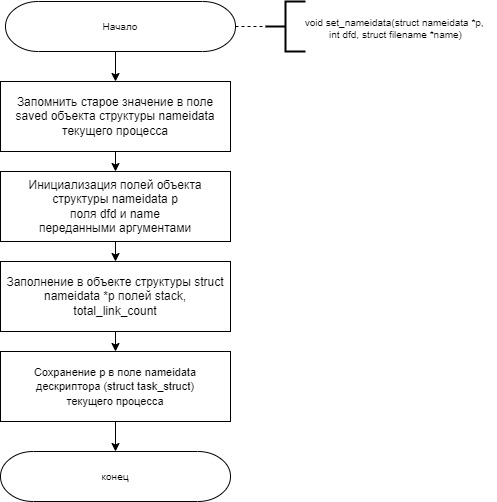 Начало
void set_nameidata(struct nameidata *p,
int dfd, struct filename *name)
Запомнить старое значение в поле
saved объекта структуры nameidata
текущего процесса
Инициализация полей объекта
структуры nameidata p
поля dfd и name
переданными аргументами
Заполнение в объекте структуры struct
nameidata *p полей stack,
total_link_count
Сохранение p в поле nameidata
дескриптора (struct task_struct)
текущего процесса
конец